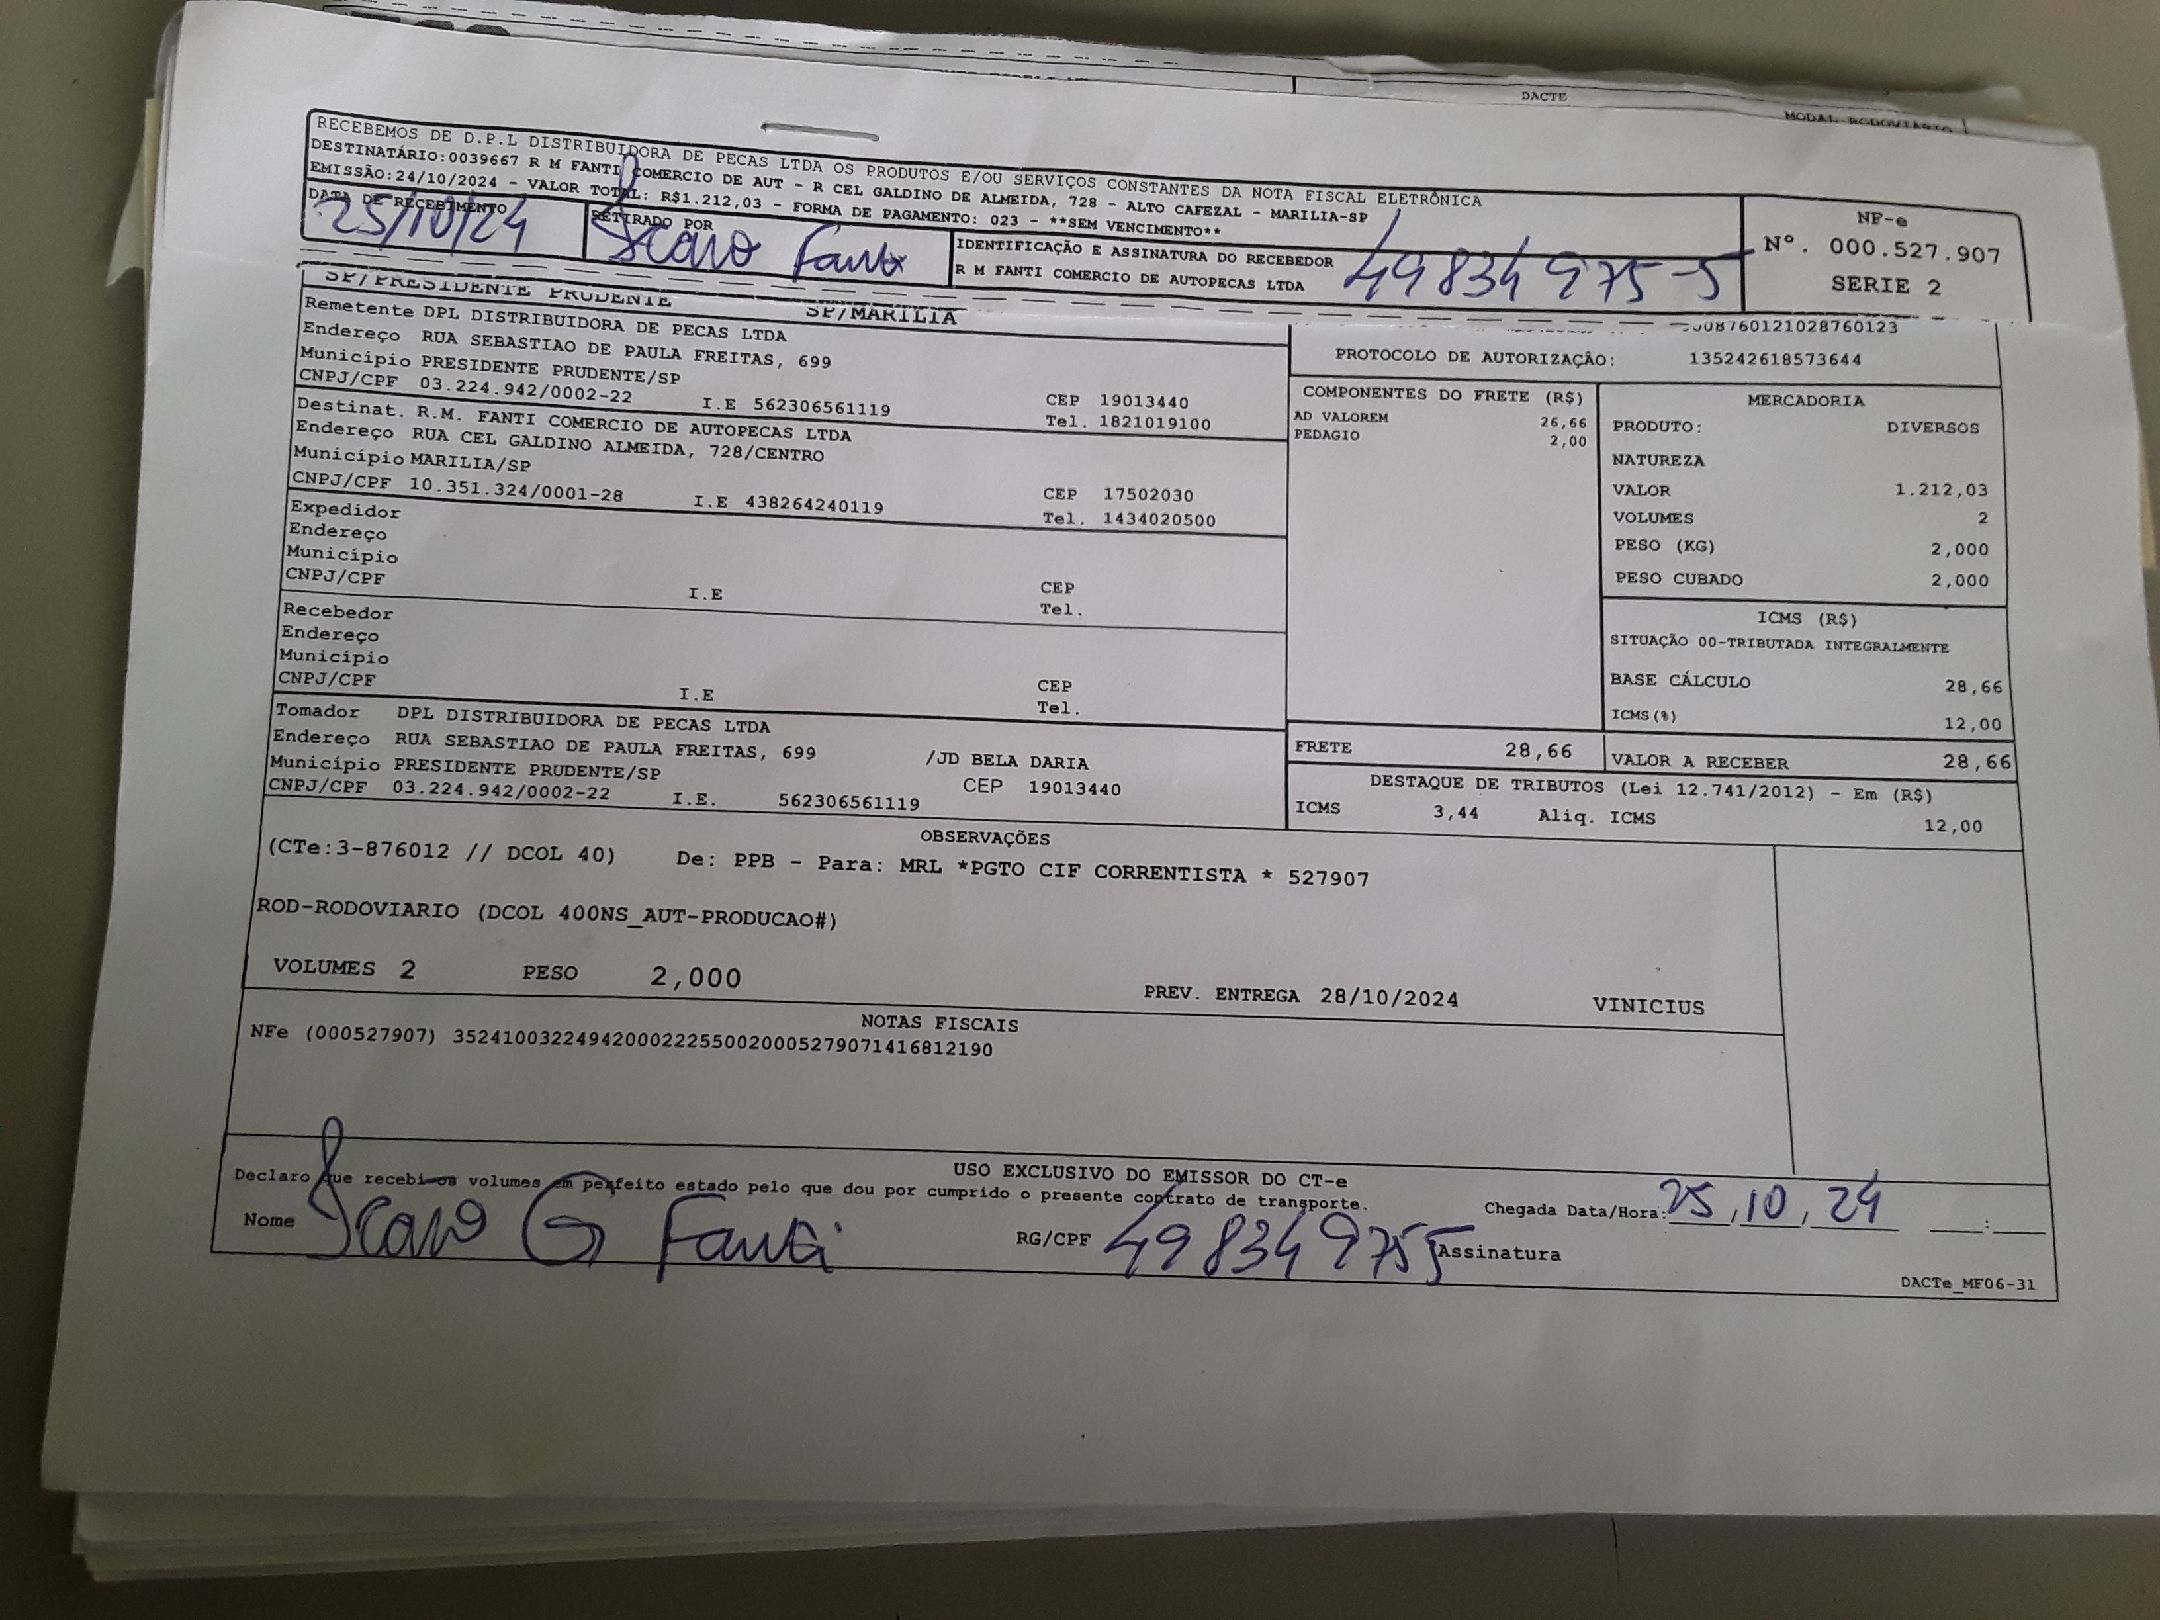 DACTE
MODAL RODOVIÁRIO
RECEBEMOS DE D.P.L DISTRIBUIDORA DE PECAS LTDA OS PRODUTOS E/OU SERVIÇOS CONSTANTES DA NOTA FISCAL ELETRÔNICA
DESTINATÁRIO:0039667 R M FANTI COMERCIO DE AUT - R CEL GALDINO DE ALMEIDA, 728 - ALTO CAFEZAL - MARILIA-SP
EMISSÃO:24/10/2024 - VALOR TOTAL: R$1.212,03 - FORMA DE PAGAMENTO: 023 - **SEM VENCIMENTO**
DATA DE RECEBIMENTO
25/10/24
RETIRADO POR
Fanti
IDENTIFICAÇÃO E ASSINATURA DO RECEBEDOR
R M FANTI COMERCIO DE AUTOPECAS LTDA
49834975-5
NF-e
Nº. 000.527.907
SERIE 2
SP/PRESIDENTE PRUDENTE SP/MARILIA
Remetente DPL DISTRIBUIDORA DE PECAS LTDA
Endereço RUA SEBASTIAO DE PAULA FREITAS, 699
Município PRESIDENTE PRUDENTE/SP CEP 19013440
CNPJ/CPF 03.224.942/0002-22 I.E 562306561119 Tel. 1821019100
Destinat. R.M. FANTI COMERCIO DE AUTOPECAS LTDA
Endereço RUA CEL GALDINO ALMEIDA, 728/CENTRO
Município MARILIA/SP CEP 17502030
CNPJ/CPF 10.351.324/0001-28 I.E 438264240119 Tel. 1434020500
Expedidor
Endereço
Município CEP
CNPJ/CPF I.E Tel.
Recebedor
Endereço
Município CEP
CNPJ/CPF I.E Tel.
Tomador DPL DISTRIBUIDORA DE PECAS LTDA
Endereço RUA SEBASTIAO DE PAULA FREITAS, 699 /JD BELA DARIA
Município PRESIDENTE PRUDENTE/SP CEP 19013440
CNPJ/CPF 03.224.942/0002-22 I.E. 562306561119
PROTOCOLO DE AUTORIZAÇÃO: 135242618573644
COMPONENTES DO FRETE (R$)
AD VALOREM 26,66
PEDAGIO 2,00
MERCADORIA
PRODUTO: DIVERSOS
NATUREZA
VALOR 1.212,03
VOLUMES 2
PESO (KG) 2,000
PESO CUBADO 2,000
ICMS (R$)
SITUAÇÃO 00-TRIBUTADA INTEGRALMENTE
BASE CÁLCULO 28,66
ICMS(%) 12,00
FRETE 28,66
VALOR A RECEBER 28,66
DESTAQUE DE TRIBUTOS (Lei 12.741/2012) - Em (R$)
ICMS 3,44 Aliq. ICMS 12,00
OBSERVAÇÕES
(CTe:3-876012 // DCOL 40) De: PPB - Para: MRL *PGTO CIF CORRENTISTA * 527907
ROD-RODOVIARIO (DCOL 400NS_AUT-PRODUCAO#)
VOLUMES 2 PESO 2,000 PREV. ENTREGA 28/10/2024 VINICIUS
NOTAS FISCAIS
NFe (000527907) 35241003224942000222550020005279071416812190
USO EXCLUSIVO DO EMISSOR DO CT-e
Declaro que recebi os volumes em perfeito estado pelo que dou por cumprido o presente contrato de transporte.
Chegada Data/Hora: 25/10/24 :
Nome G Fanti RG/CPF 498349755 Assinatura
DACTe_MF06-31